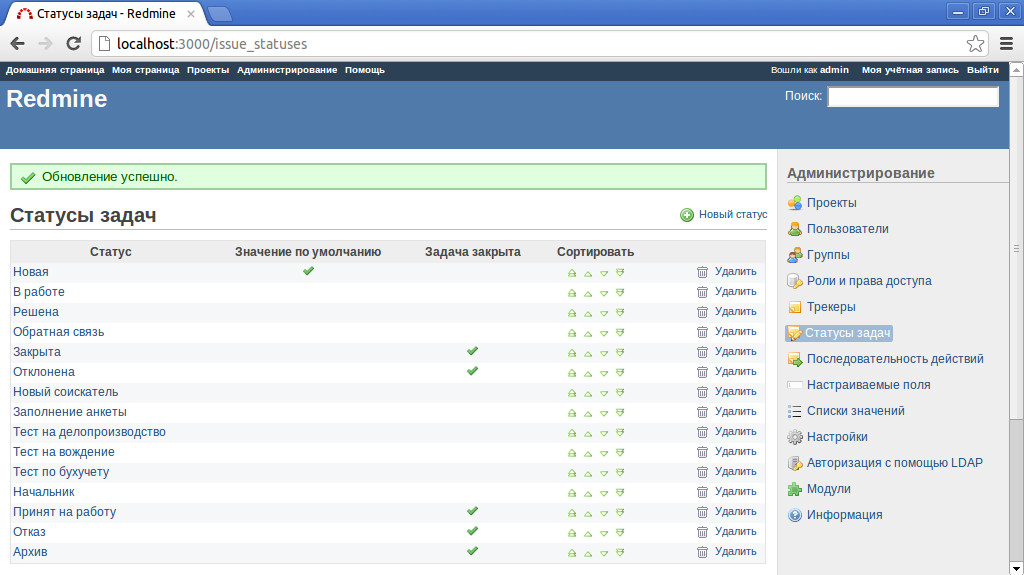 Статусы задач - Redmine
localhost:3000/issue_statuses
Домашняя страница Моя страница Проекты Администрирование Помощь
Вошли как admin Моя учётная запись Выйти
Redmine
Поиск:
Обновление успешно.
Статусы задач
Новый статус
Статус Значение по умолчанию Задача закрыта Сортировать
Новая Удалить
В работе Удалить
Решена Удалить
Обратная связь Удалить
Закрыта Удалить
Отклонена Удалить
Новый соискатель Удалить
Заполнение анкеты Удалить
Тест на делопроизводство Удалить
Тест на вождение Удалить
Тест по бухучету Удалить
Начальник Удалить
Принят на работу Удалить
Отказ Удалить
Архив Удалить
Администрирование
Проекты
Пользователи
Группы
Роли и права доступа
Трекеры
Статусы задач
Последовательность действий
Настраиваемые поля
Списки значений
Настройки
Авторизация с помощью LDAP
Модули
Информация